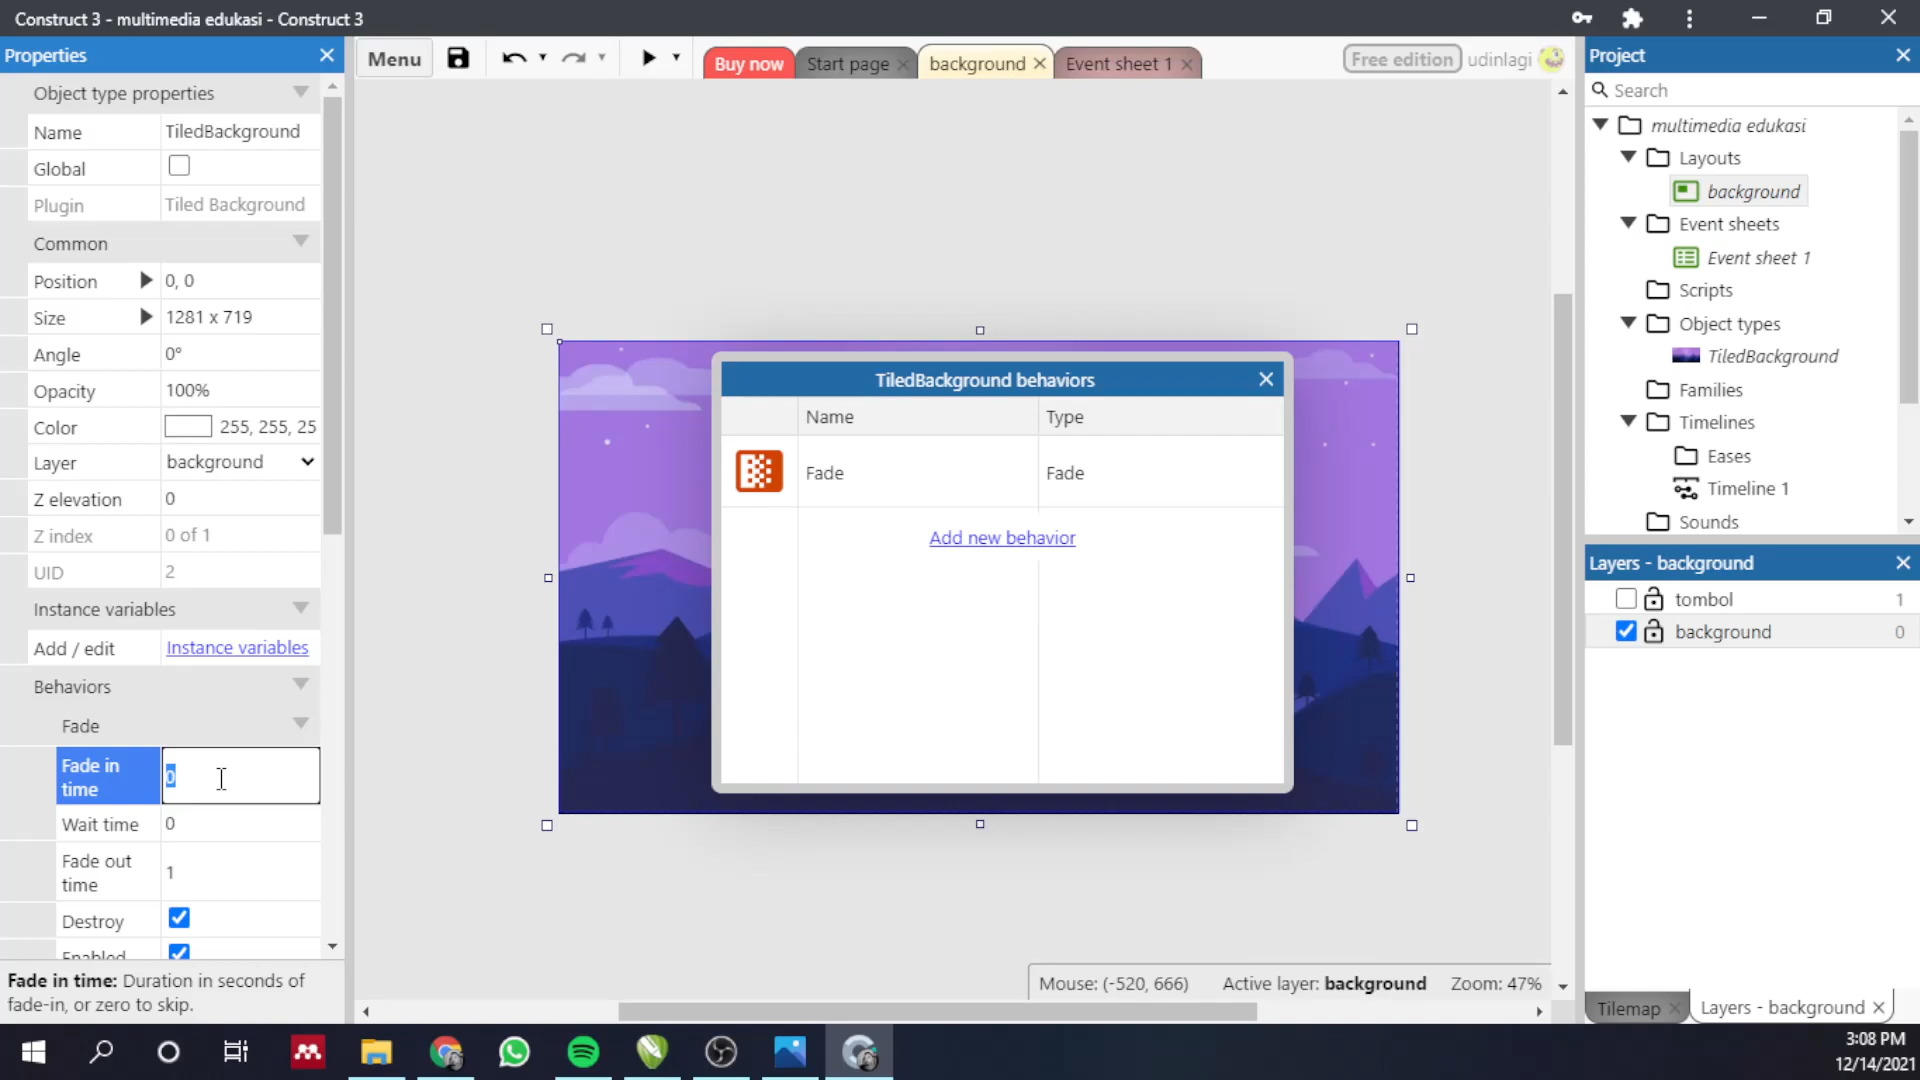 Construct 3 - multimedia edukasi - Construct 3
Properties
Object type properties
Name TiledBackground
Global
Plugin Tiled Background
Common
Position 0, 0
Size 1281 x 719
Angle 0°
Opacity 100%
Color 255, 255, 25
Layer background
Z elevation 0
Z index 0 of 1
UID 2
Instance variables
Add / edit Instance variables
Behaviors
Fade
Fade in time 0
Wait time 0
Fade out time 1
Destroy
Enabled
Fade in time: Duration in seconds of
fade-in, or zero to skip.
Menu
Buy now
Start page
background
Event sheet 1
Free edition
udinlagi
TiledBackground behaviors
Name Type
Fade Fade
Add new behavior
Mouse: (-520, 666) Active layer: background Zoom: 47%
Project
Search
multimedia edukasi
Layouts
background
Event sheets
Event sheet 1
Scripts
Object types
TiledBackground
Families
Timelines
Eases
Timeline 1
Sounds
Layers - background
tombol 1
background 0
Tilemap
Layers - background
3:08 PM
12/14/2021